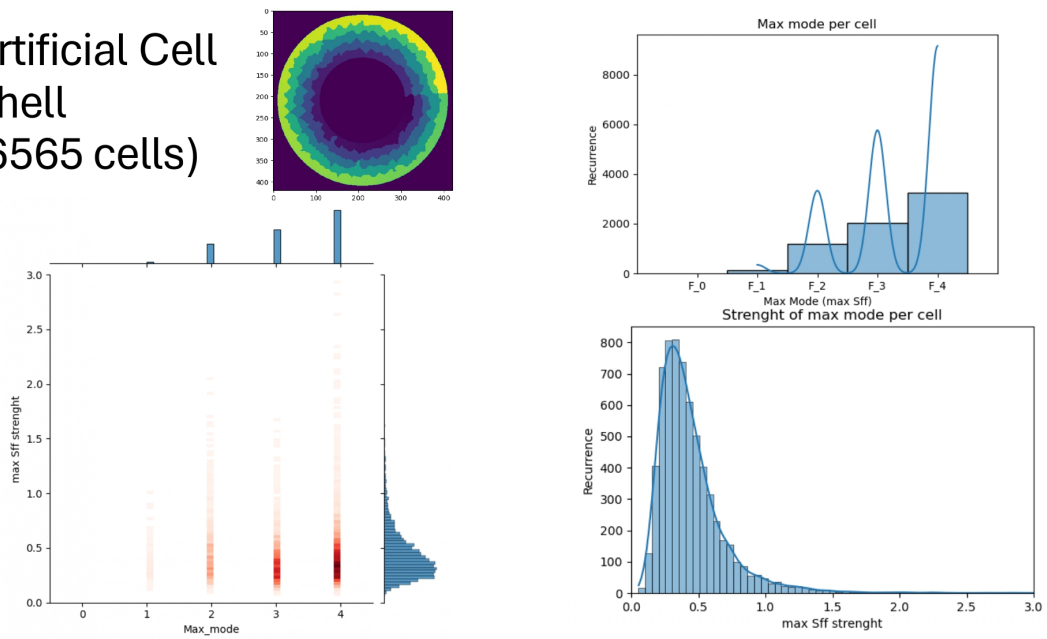 rtificial Cell
hell
6565 cells)
0
50
100
150
200
250
300
350
400
0 100 200 300 400
3.0
2.5
2.0
1.5
1.0
0.5
0.0
max Sff strenght
0 1 2 3 4
Max_mode
Max mode per cell
8000
6000
4000
2000
0
Recurrence
F_0 F_1 F_2 F_3 F_4
Max Mode (max Sff)
Strenght of max mode per cell
800
700
600
500
400
300
200
100
0
Recurrence
0.0 0.5 1.0 1.5 2.0 2.5 3.0
max Sff strenght